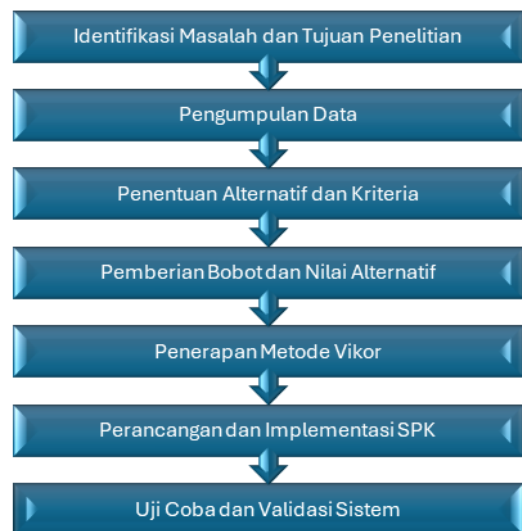 Identifikasi Masalah dan Tujuan Penelitian
Pengumpulan Data
Penentuan Alternatif dan Kriteria
Pemberian Bobot dan Nilai Alternatif
Penerapan Metode Vikor
Perancangan dan Implementasi SPK
Uji Coba dan Validasi Sistem